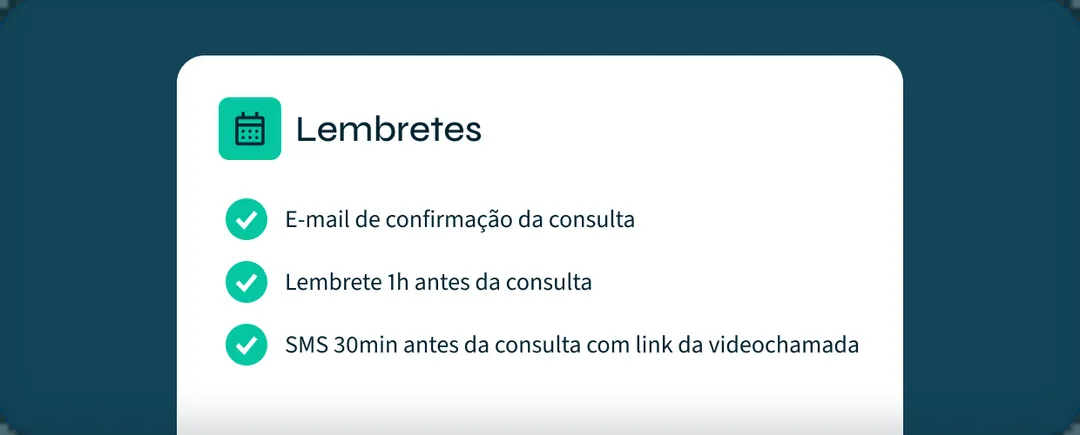 Lembretes
E-mail de confirmação da consulta
Lembrete 1h antes da consulta
SMS 30min antes da consulta com link da videochamada